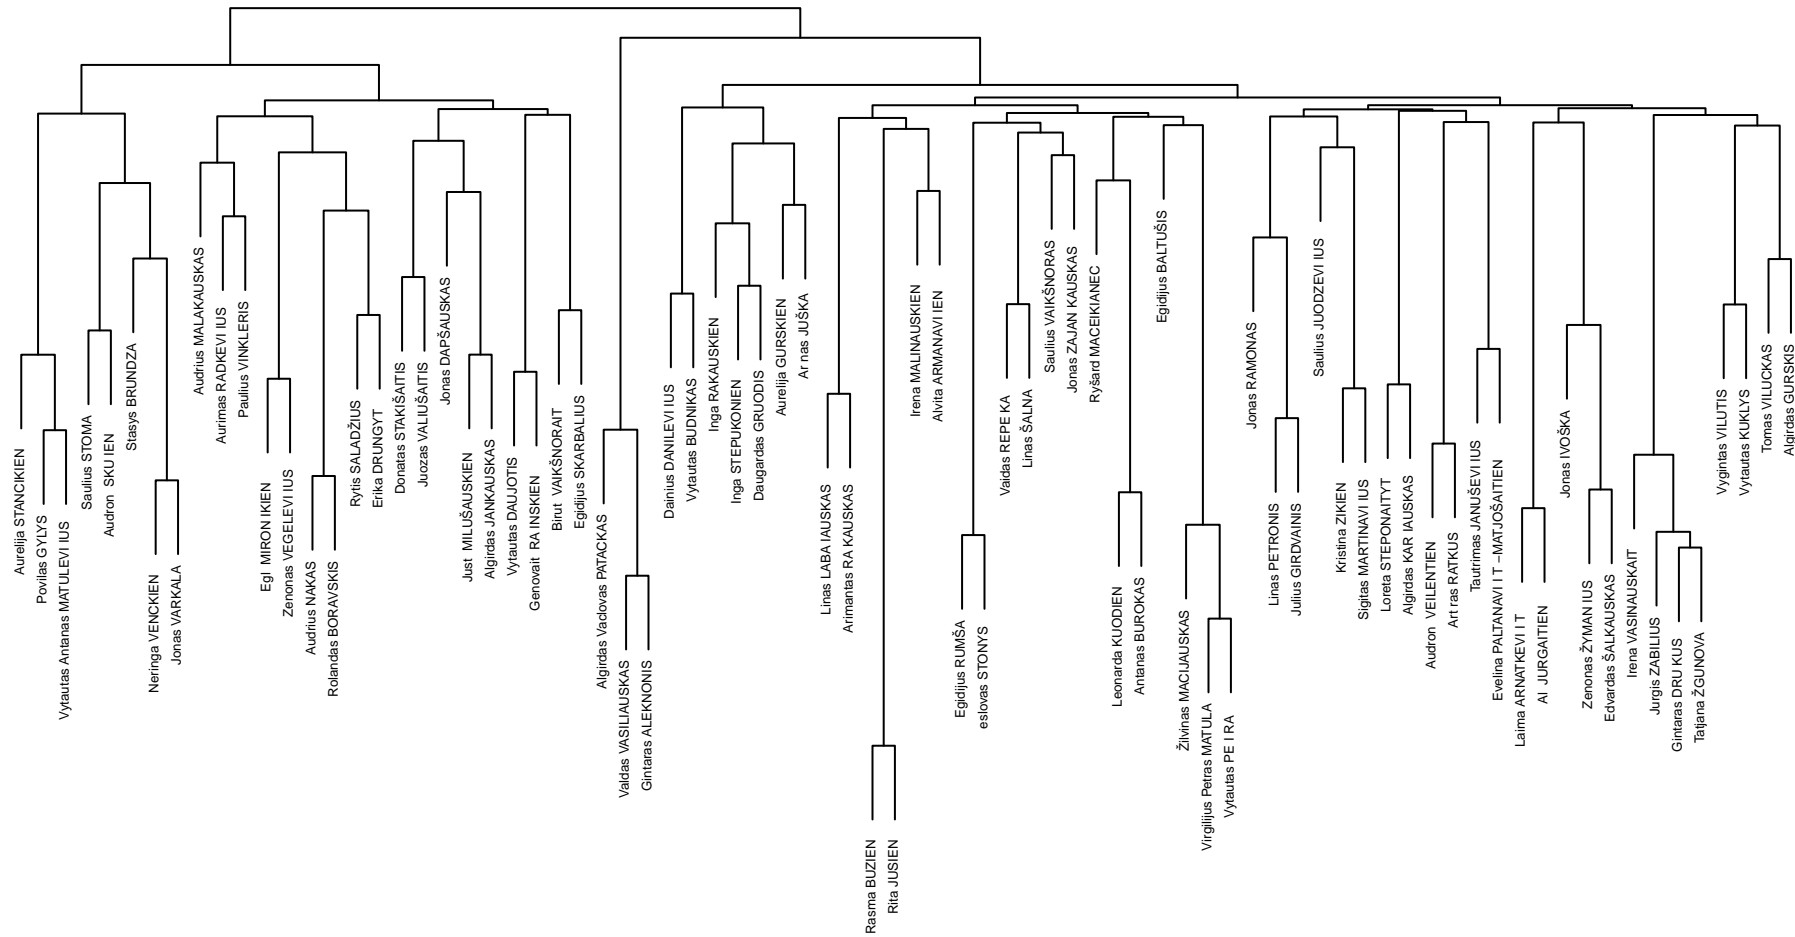 Aurelija STANCIKIEN
Povilas GYLYS
Vytautas Antanas MATULEVI IUS
Saulius STOMA
Audron SKU IEN
Stasys BRUNDZA
Neringa VENCKIEN
Jonas VARKALA
Audrius MALAKAUSKAS
Aurimas RADKEVI IUS
Paulius VINKLERIS
Egl MIRON IKIEN
Zenonas VEGELEVI IUS
Audrius NAKAS
Rolandas BORAVSKIS
Rytis SALADŽIUS
Erika DRUNGYT
Donatas STAKIŠAITIS
Juozas VALIUŠAITIS
Jonas DAPŠAUSKAS
Just MILUŠAUSKIEN
Algirdas JANKAUSKAS
Vytautas DAUJOTIS
Genovait RA INSKIEN
Birut VAIKŠNORAIT
Egidijus SKARBALIUS
Algirdas Vaclovas PATACKAS
Valdas VASILIAUSKAS
Gintaras ALEKNONIS
Dainius DANILEVI IUS
Vytautas BUDNIKAS
Inga RAKAUSKIEN
Inga STEPUKONIEN
Daugardas GRUODIS
Aurelija GURSKIEN
Ar nas JUŠKA
Linas LABA IAUSKAS
Arimantas RA KAUSKAS
Rasma BUZIEN
Rita JUSIEN
Irena MALINAUSKIEN
Alvita ARMANAVI IEN
Egidijus RUMŠA
eslovas STONYS
Vaidas REPE KA
Linas ŠALNA
Saulius VAIKŠNORAS
Jonas ZAJAN KAUSKAS
Ryšard MACEIKIANEC
Leonarda KUODIEN
Antanas BUROKAS
Egidijus BALTUŠIS
Žilvinas MACIJAUSKAS
Virgilijus Petras MATULA
Vytautas PE I RA
Jonas RAMONAS
Linas PETRONIS
Julius GIRDVAINIS
Saulius JUODZEVI IUS
Kristina ZIKIEN
Sigitas MARTINAVI IUS
Loreta STEPONAITYT
Algirdas KAR IAUSKAS
Audron VEILENTIEN
Art ras RATKUS
Tautrimas JANUŠEVI IUS
Evelina PALTANAVI I T –MATJOŠAITIEN
Laima ARNATKEVI I T
Al JURGAITIEN
Jonas IVOŠKA
Zenonas ŽYMAN IUS
Edvardas ŠALKAUSKAS
Irena VASINAUSKAIT
Jurgis ZABILIUS
Gintaras DRU KUS
Tatjana ŽGUNOVA
Vygintas VILUTIS
Vytautas KUKLYS
Tomas VILUCKAS
Algirdas GURSKIS